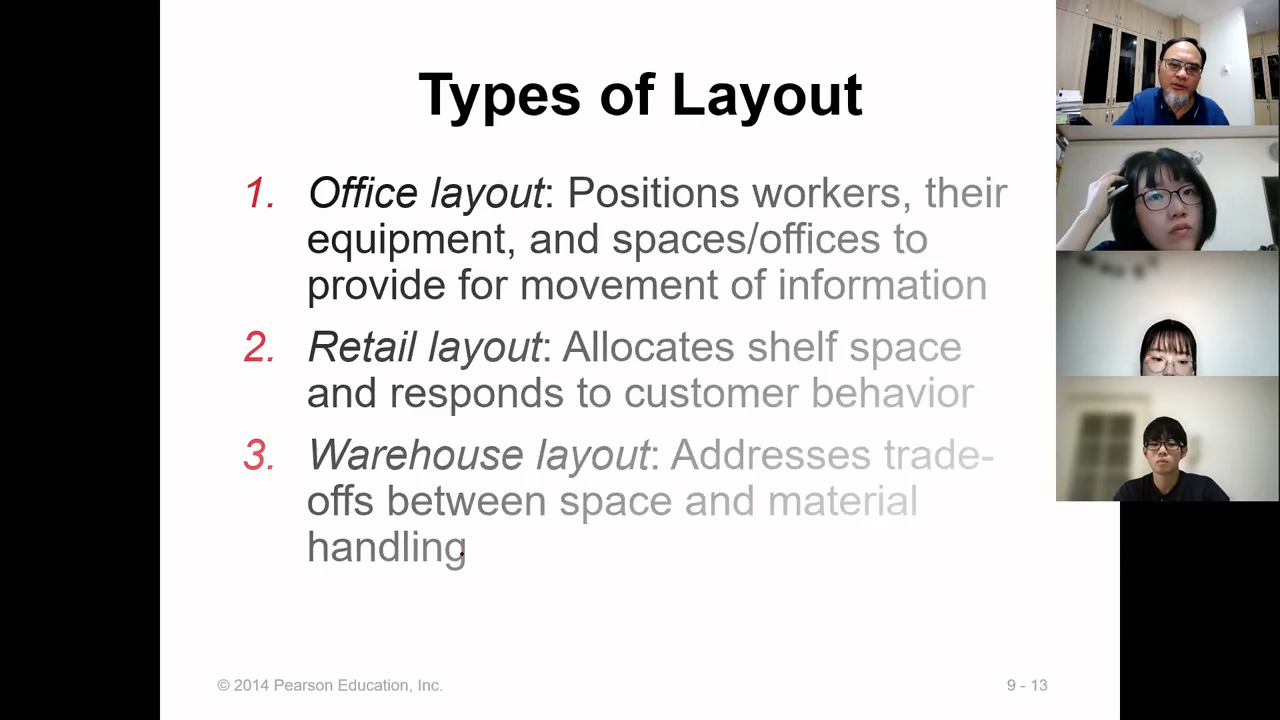 Types of Layout
1. Office layout: Positions workers, their
equipment, and spaces/offices to
provide for movement of information
2. Retail layout: Allocates shelf space
and responds to customer behavior
3. Warehouse layout: Addresses trade-
offs between space and material
handling
© 2014 Pearson Education, Inc.
9 - 13